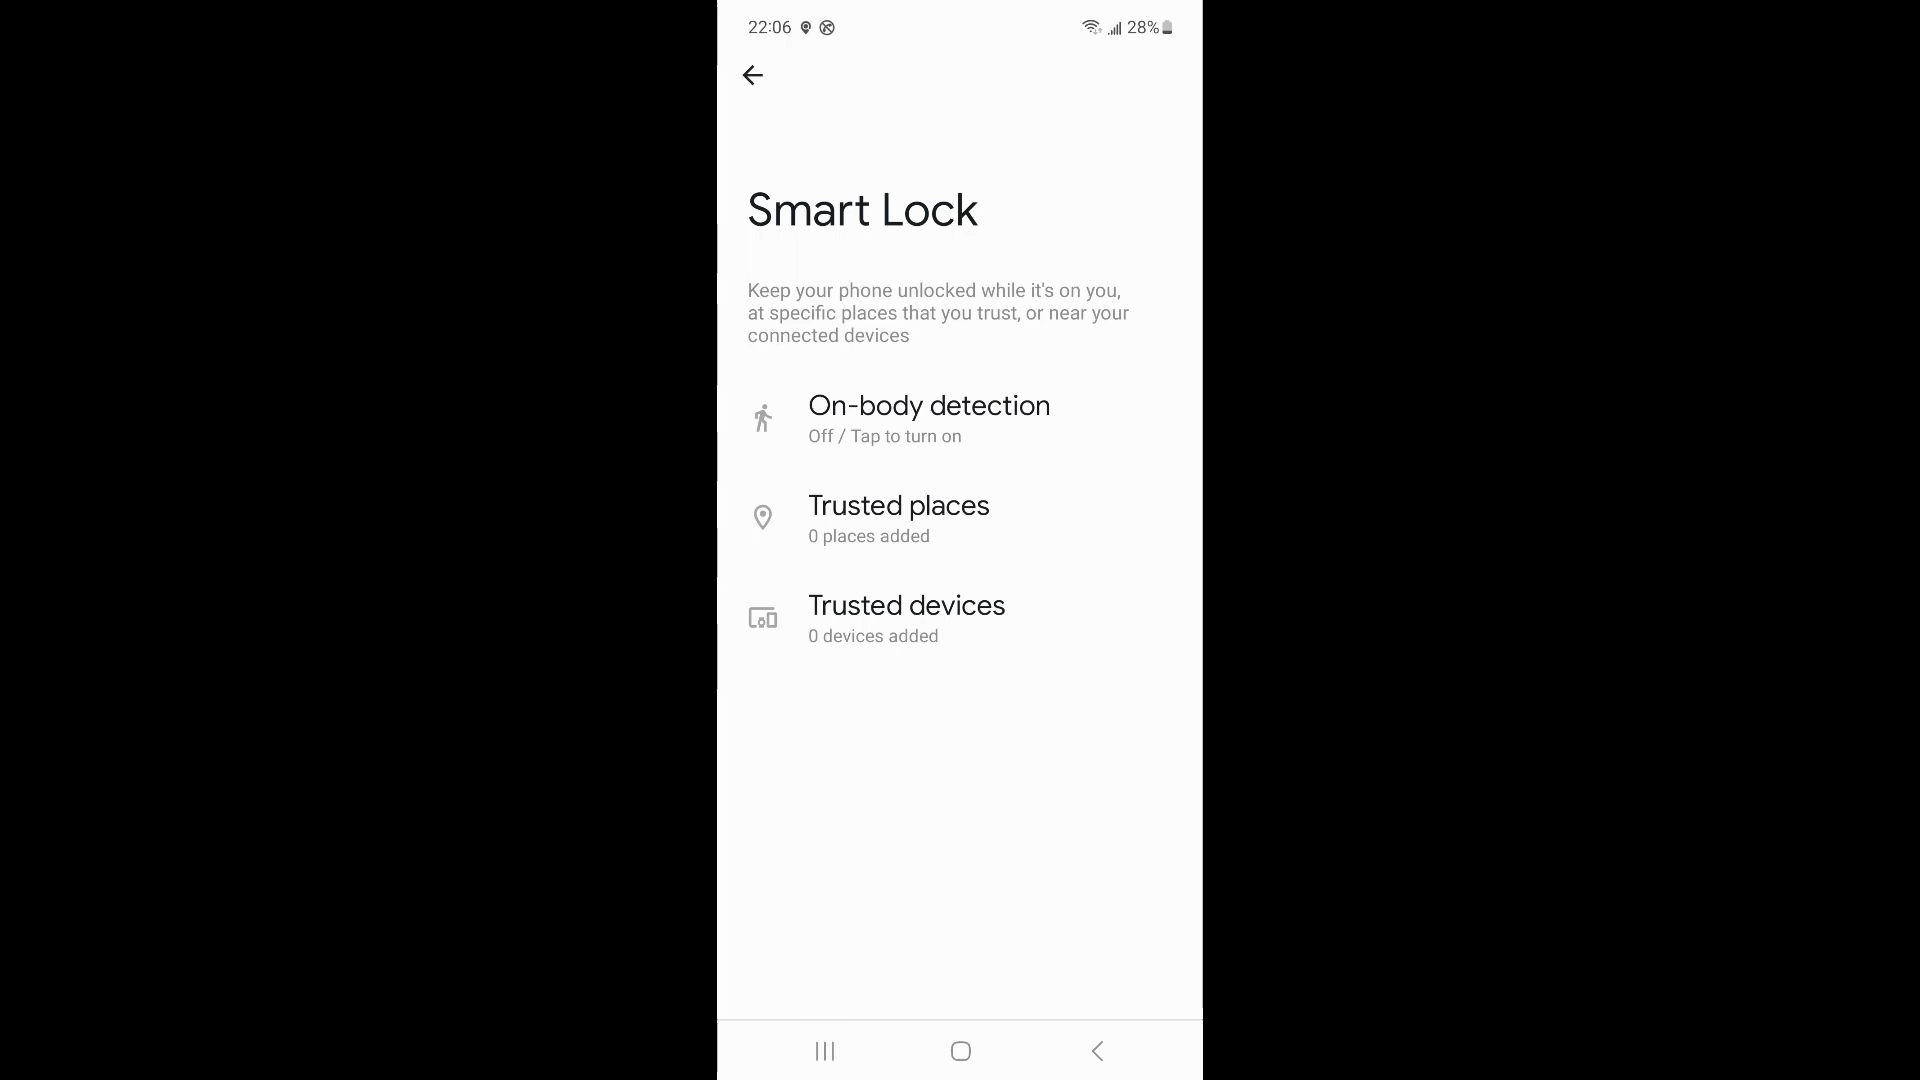 22:06
28%
Smart Lock
Keep your phone unlocked while it's on you,
at specific places that you trust, or near your
connected devices
On-body detection
Off / Tap to turn on
Trusted places
0 places added
Trusted devices
0 devices added